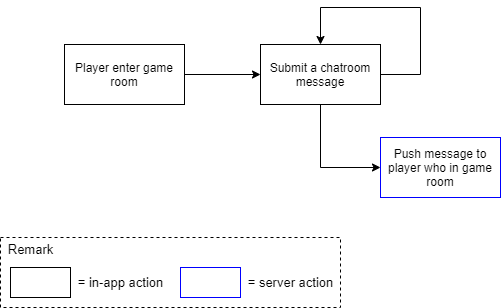 Player enter game
room
Submit a chatroom
message
Push message to
player who in game
room
Remark
= in-app action
= server action